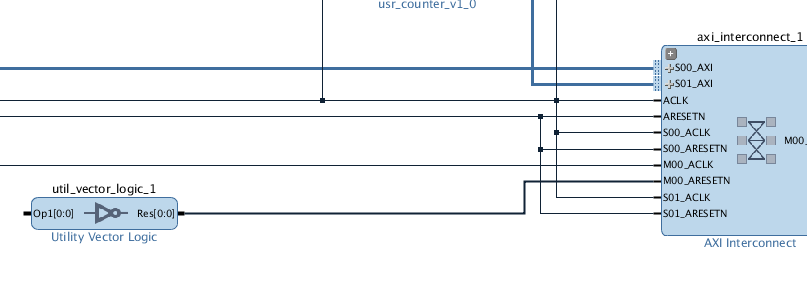 usr_counter_v1_0
axi_interconnect_1
S00_AXI
S01_AXI
ACLK
ARESETN
S00_ACLK
S00_ARESETN
M00_ACLK
M00_ARESETN
S01_ACLK
S01_ARESETN
M00_
AXI Interconnect
util_vector_logic_1
Op1[0:0]
Res[0:0]
Utility Vector Logic